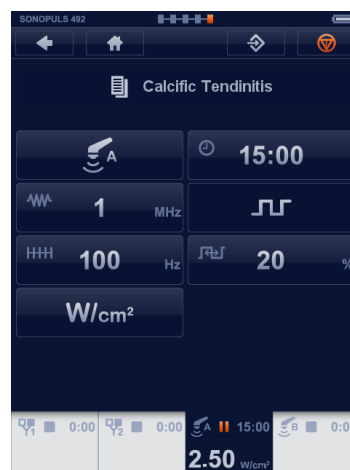 SONOPULS 492
Calcific Tendinitis
A 15:00
1 MHz
100 Hz 20 %
W/cm²
Y1 0:00 Y2 0:00 A 15:00 B 0:0
2.50 W/cm²